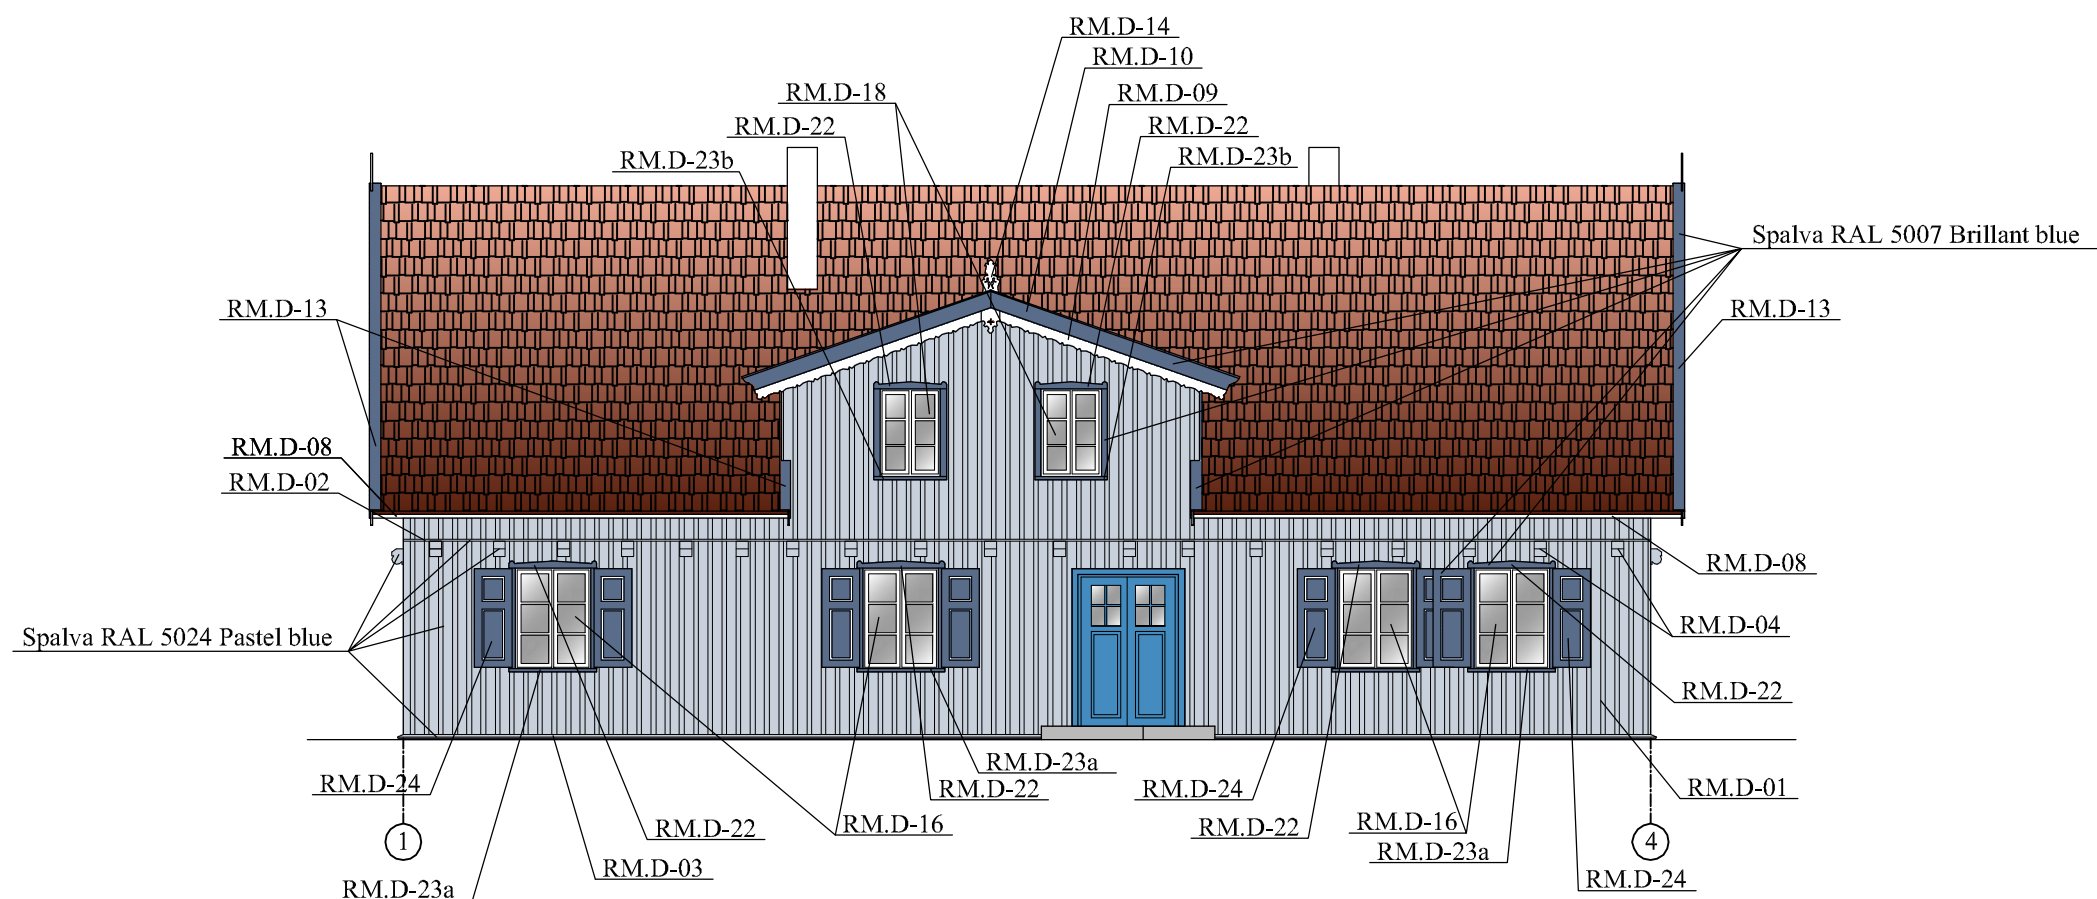 RM.D-14
RM.D-10
RM.D-18
RM.D-09
RM.D-22
RM.D-22
RM.D-23b
RM.D-23b
Spalva RAL 5007 Brillant blue
RM.D-13
RM.D-13
RM.D-08
RM.D-02
RM.D-08
Spalva RAL 5024 Pastel blue
RM.D-04
RM.D-22
RM.D-23a
RM.D-24
RM.D-22
RM.D-24
RM.D-01
RM.D-22
RM.D-16
RM.D-22
RM.D-16
1
4
RM.D-23a
RM.D-03
RM.D-24
RM.D-23a